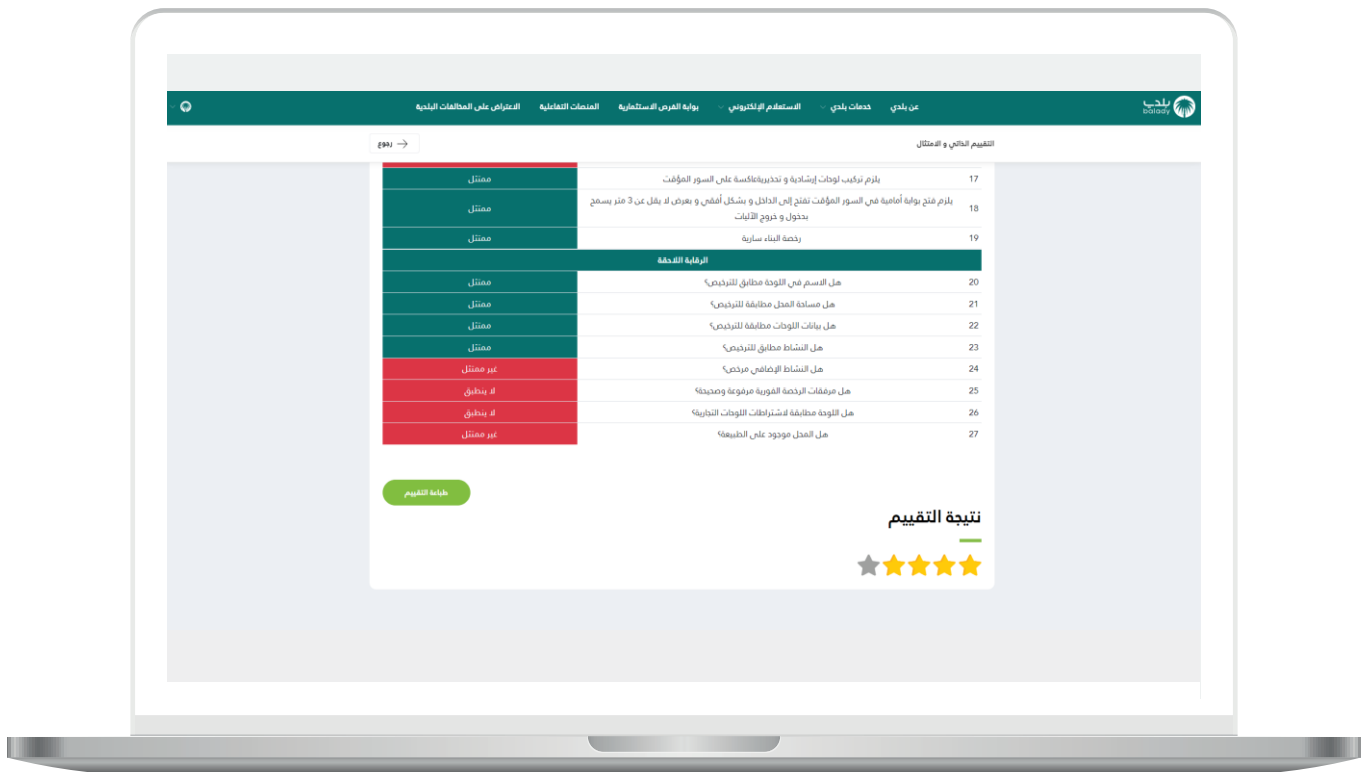 بلدي
balady
عن بلدي خدمات بلدي الاستعلام الإلكتروني بوابة الفرص الاستثمارية المنصات التفاعلية الاعتراض على المخالفات البلدية
التقييم الذاتي و الامتثال
رجوع
17 يلزم تركيب لوحات إرشادية و تحذيريةعاكسة على السور المؤقت ممتثل
18 يلزم فتح بوابة أمامية في السور المؤقت تفتح إلى الداخل و بشكل أفقي و بعرض لا يقل عن 3 متر يسمح
بدخول و خروج الآليات ممتثل
19 رخصة البناء سارية ممتثل
الرقابة اللاحقة
20 هل الاسم في اللوحة مطابق للترخيص؟ ممتثل
21 هل مساحة المحل مطابقة للترخيص؟ ممتثل
22 هل بيانات اللوحات مطابقة للترخيص؟ ممتثل
23 هل النشاط مطابق للترخيص؟ ممتثل
24 هل النشاط الإضافي مرخص؟ غير ممتثل
25 هل مرفقات الرخصة الفورية مرفوعة وصحيحة؟ لا ينطبق
26 هل اللوحة مطابقة لاشتراطات اللوحات التجارية؟ لا ينطبق
27 هل المحل موجود على الطبيعة؟ غير ممتثل
طباعة التقييم
نتيجة التقييم